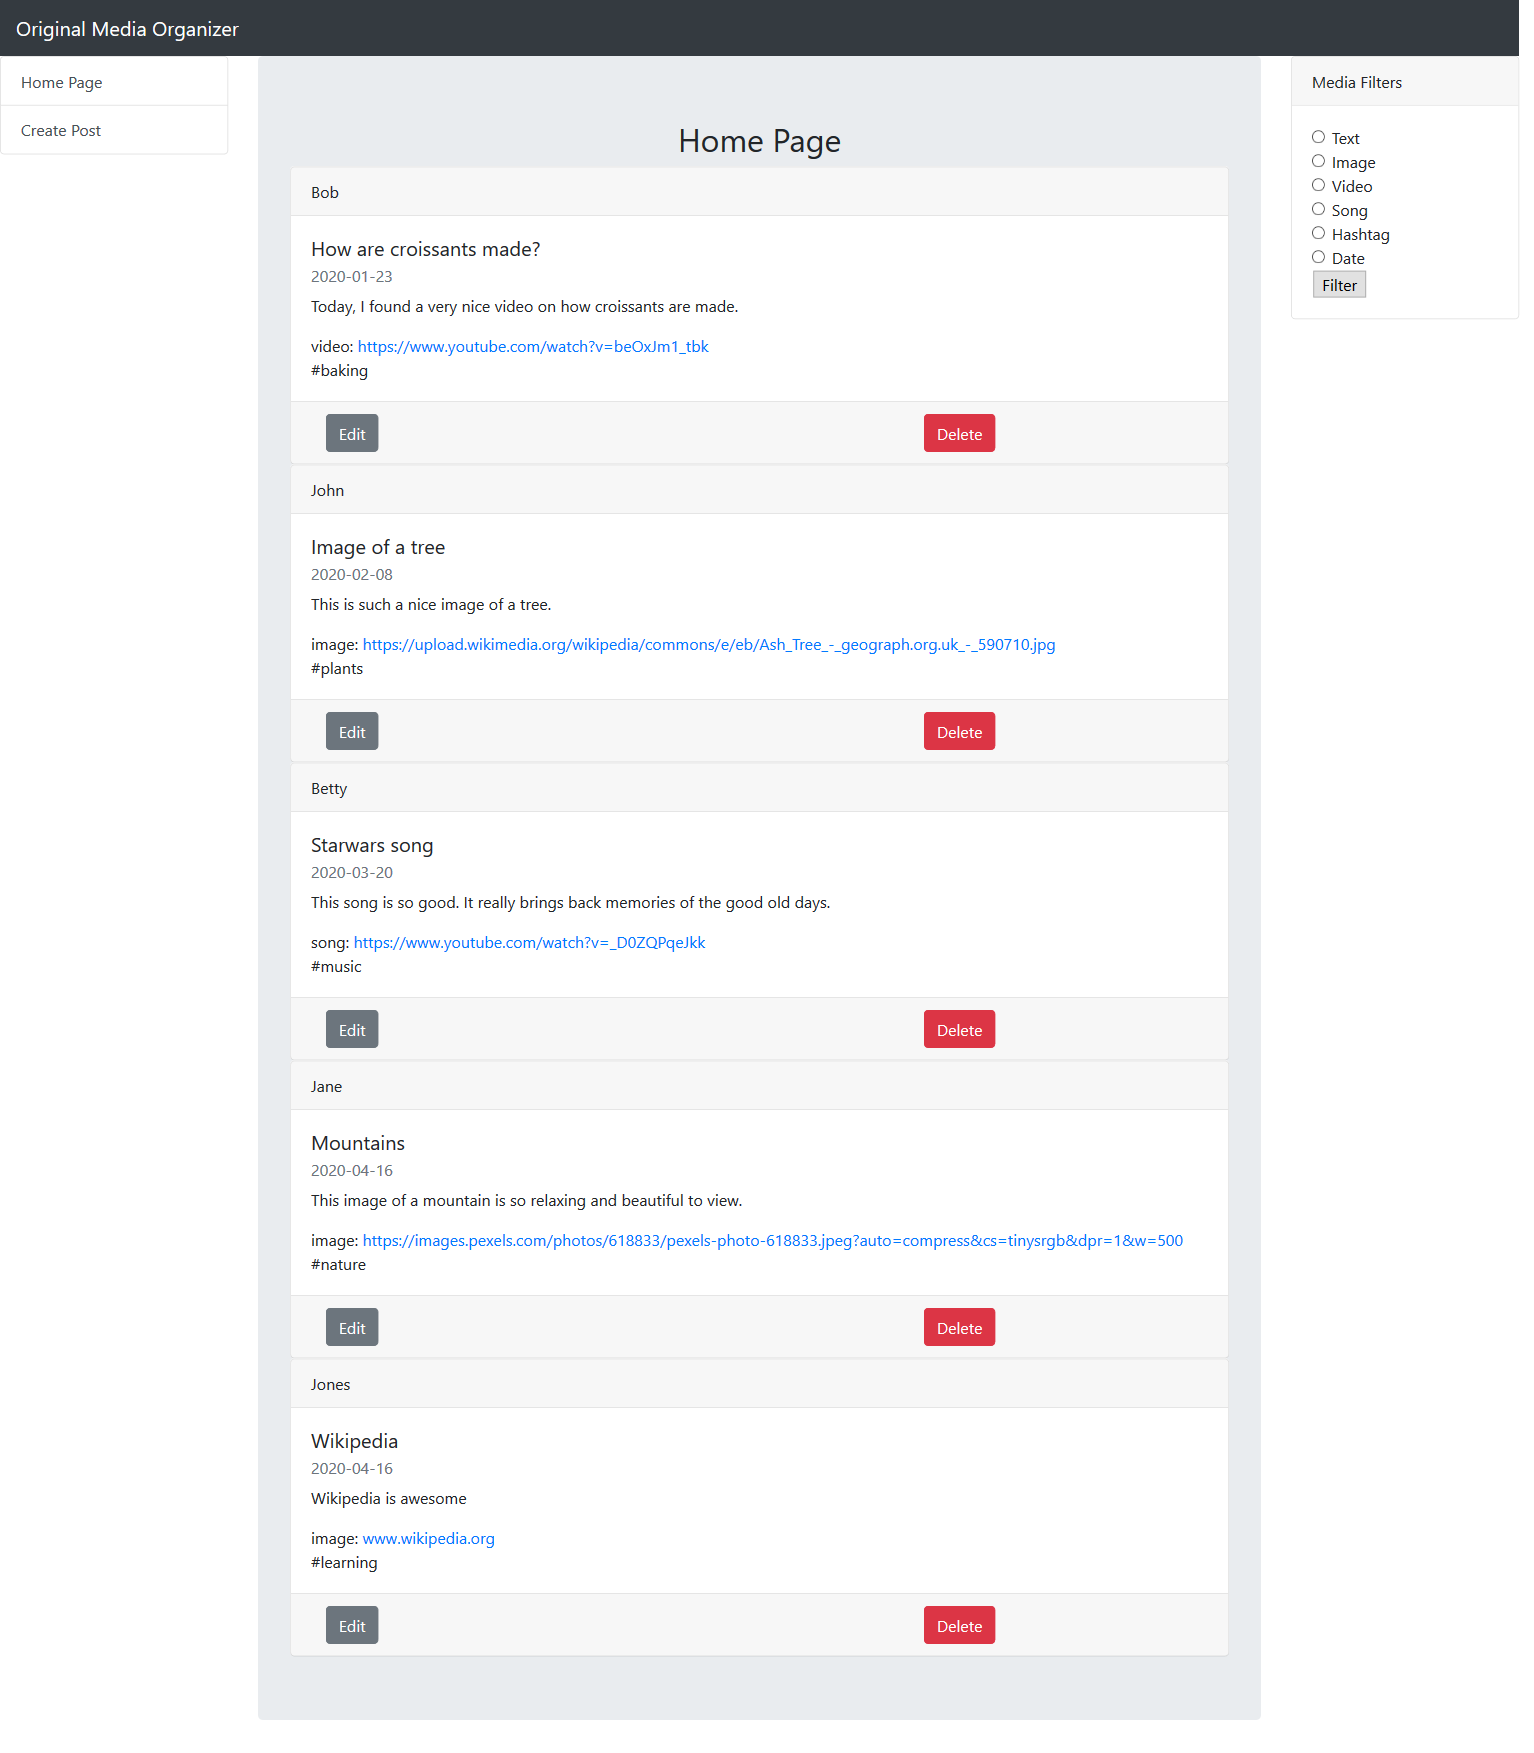 Original Media Organizer
Home Page
Create Post
Home Page
Bob
How are croissants made?
2020-01-23
Today, I found a very nice video on how croissants are made.
video: https://www.youtube.com/watch?v=beOxJm1_tbk
#baking
Edit
Delete
John
Image of a tree
2020-02-08
This is such a nice image of a tree.
image: https://upload.wikimedia.org/wikipedia/commons/e/eb/Ash_Tree_-_geograph.org.uk_-_590710.jpg
#plants
Edit
Delete
Betty
Starwars song
2020-03-20
This song is so good. It really brings back memories of the good old days.
song: https://www.youtube.com/watch?v=_D0ZQPqeJkk
#music
Edit
Delete
Jane
Mountains
2020-04-16
This image of a mountain is so relaxing and beautiful to view.
image: https://images.pexels.com/photos/618833/pexels-photo-618833.jpeg?auto=compress&cs=tinysrgb&dpr=1&w=500
#nature
Edit
Delete
Jones
Wikipedia
2020-04-16
Wikipedia is awesome
image: www.wikipedia.org
#learning
Edit
Delete
Media Filters
Text
Image
Video
Song
Hashtag
Date
Filter